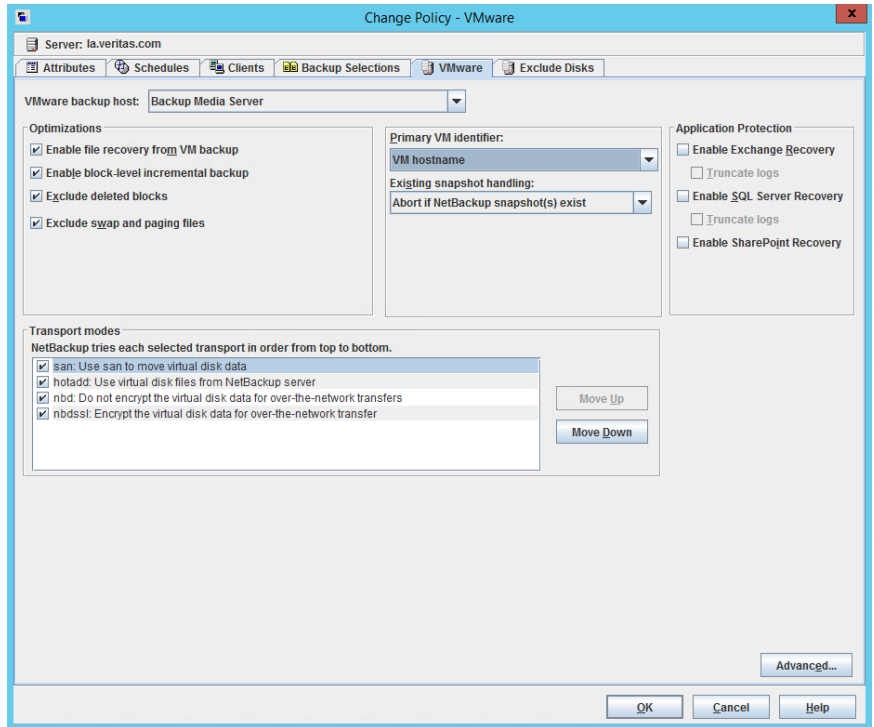 Change Policy - VMware
x
Server: la.veritas.com
Attributes
Schedules
Clients
Backup Selections
VMware
Exclude Disks
VMware backup host:
Backup Media Server
Optimizations
Enable file recovery from VM backup
Enable block-level incremental backup
Exclude deleted blocks
Exclude swap and paging files
Primary VM identifier:
VM hostname
Existing snapshot handling:
Abort if NetBackup snapshot(s) exist
Application Protection
Enable Exchange Recovery
Truncate logs
Enable SQL Server Recovery
Truncate logs
Enable SharePoint Recovery
Transport modes
NetBackup tries each selected transport in order from top to bottom.
san: Use san to move virtual disk data
hotadd: Use virtual disk files from NetBackup server
nbd: Do not encrypt the virtual disk data for over-the-network transfers
nbdssl: Encrypt the virtual disk data for over-the-network transfer
Move Up
Move Down
Advanced...
OK
Cancel
Help